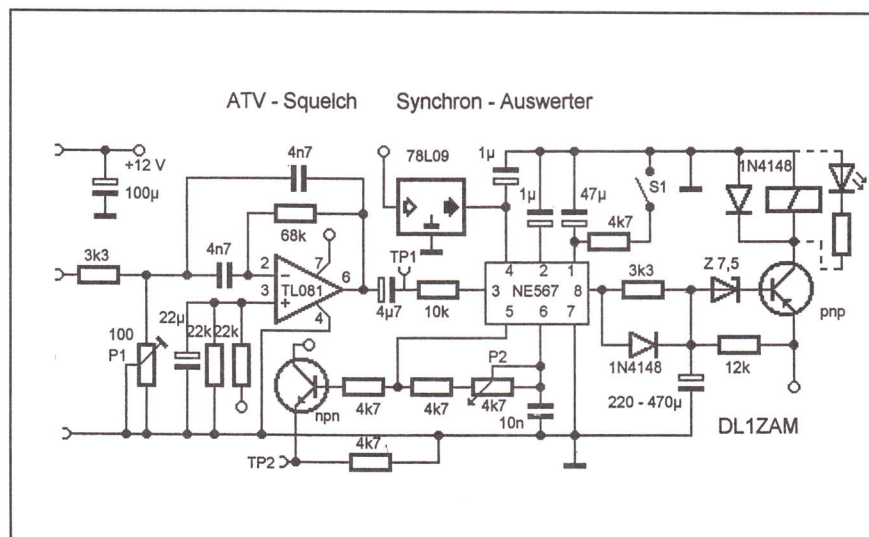 ATV - Squelch Synchron - Auswerter
+12 V
100µ
4n7
78L09
1µ
1µ
47µ
S1
1N4148
68k
4k7
3k3
4n7
2
7
TL081
6
3
4
TP1
4µ7
10k
4
2
1
3
NE567
8
5
6
7
3k3
Z 7,5
pnp
100
P1
22µ
22k
22k
npn
4k7
4k7
P2
4k7
10n
1N4148
12k
220 - 470µ
DL1ZAM
TP2
4k7